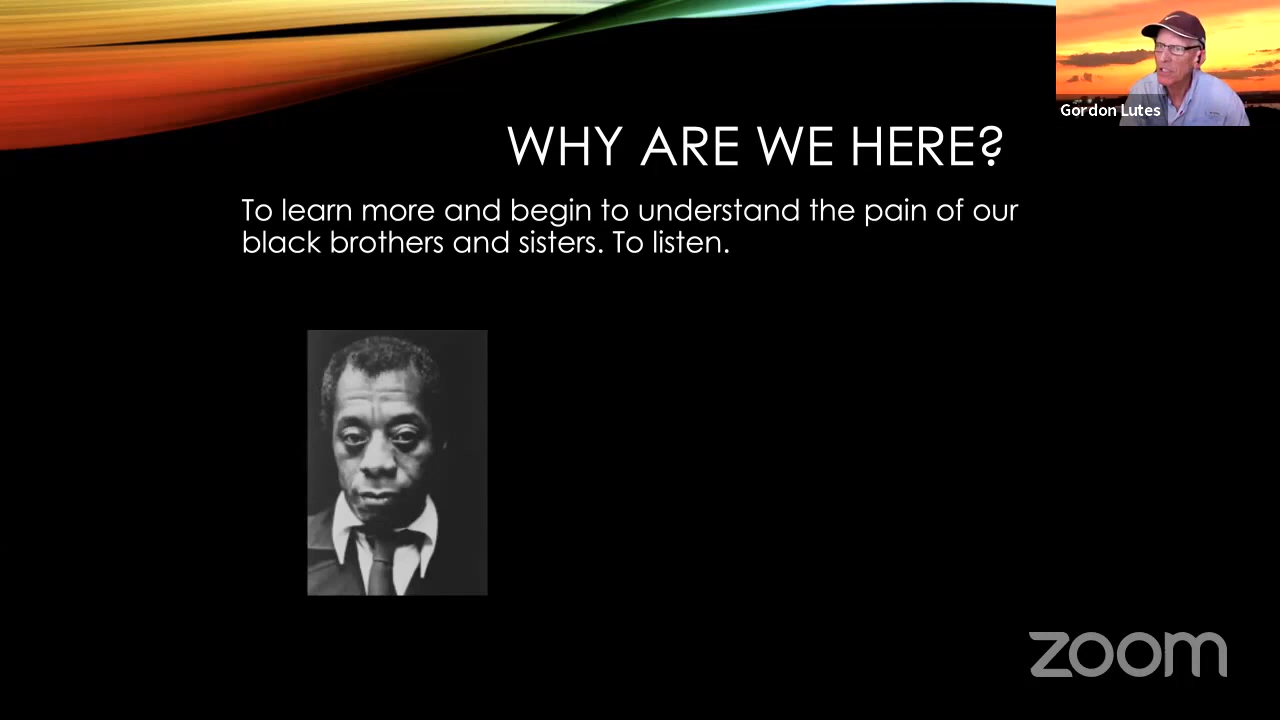 Gordon Lutes
WHY ARE WE HERE?
To learn more and begin to understand the pain of our
black brothers and sisters. To listen.
zoom